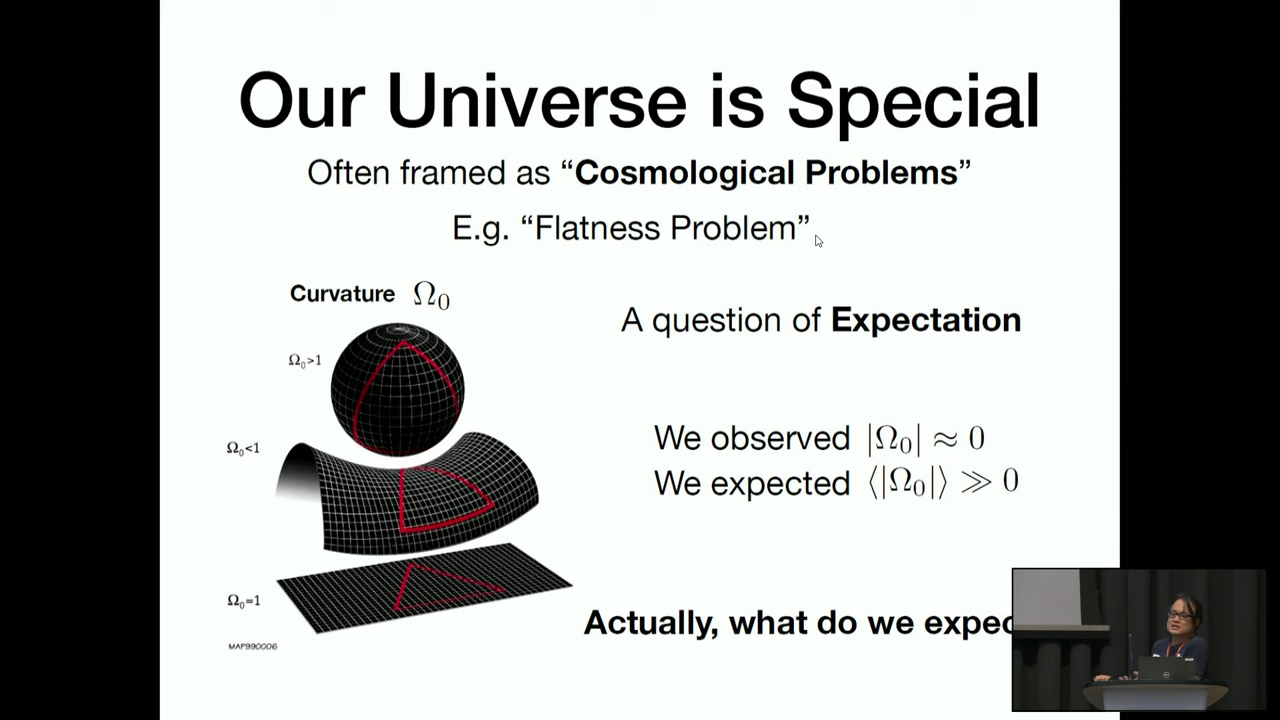 Our Universe is Special
Often framed as “Cosmological Problems”
E.g. “Flatness Problem”
Curvature Ω₀
Ω₀>1
Ω₀<1
Ω₀=1
MAP990006
A question of Expectation
We observed |Ω₀| ≈ 0
We expected ⟨|Ω₀|⟩ ≫ 0
Actually, what do we expec